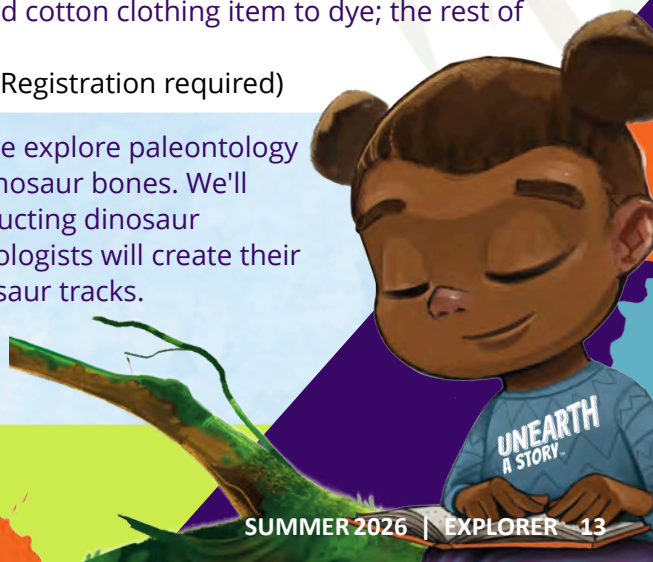 d cotton clothing item to dye; the rest of
Registration required)
e explore paleontology
nosaur bones. We'll
ucting dinosaur
ologists will create their
saur tracks.
UNEARTH
A STORY™
SUMMER 2026 | EXPLORER 13